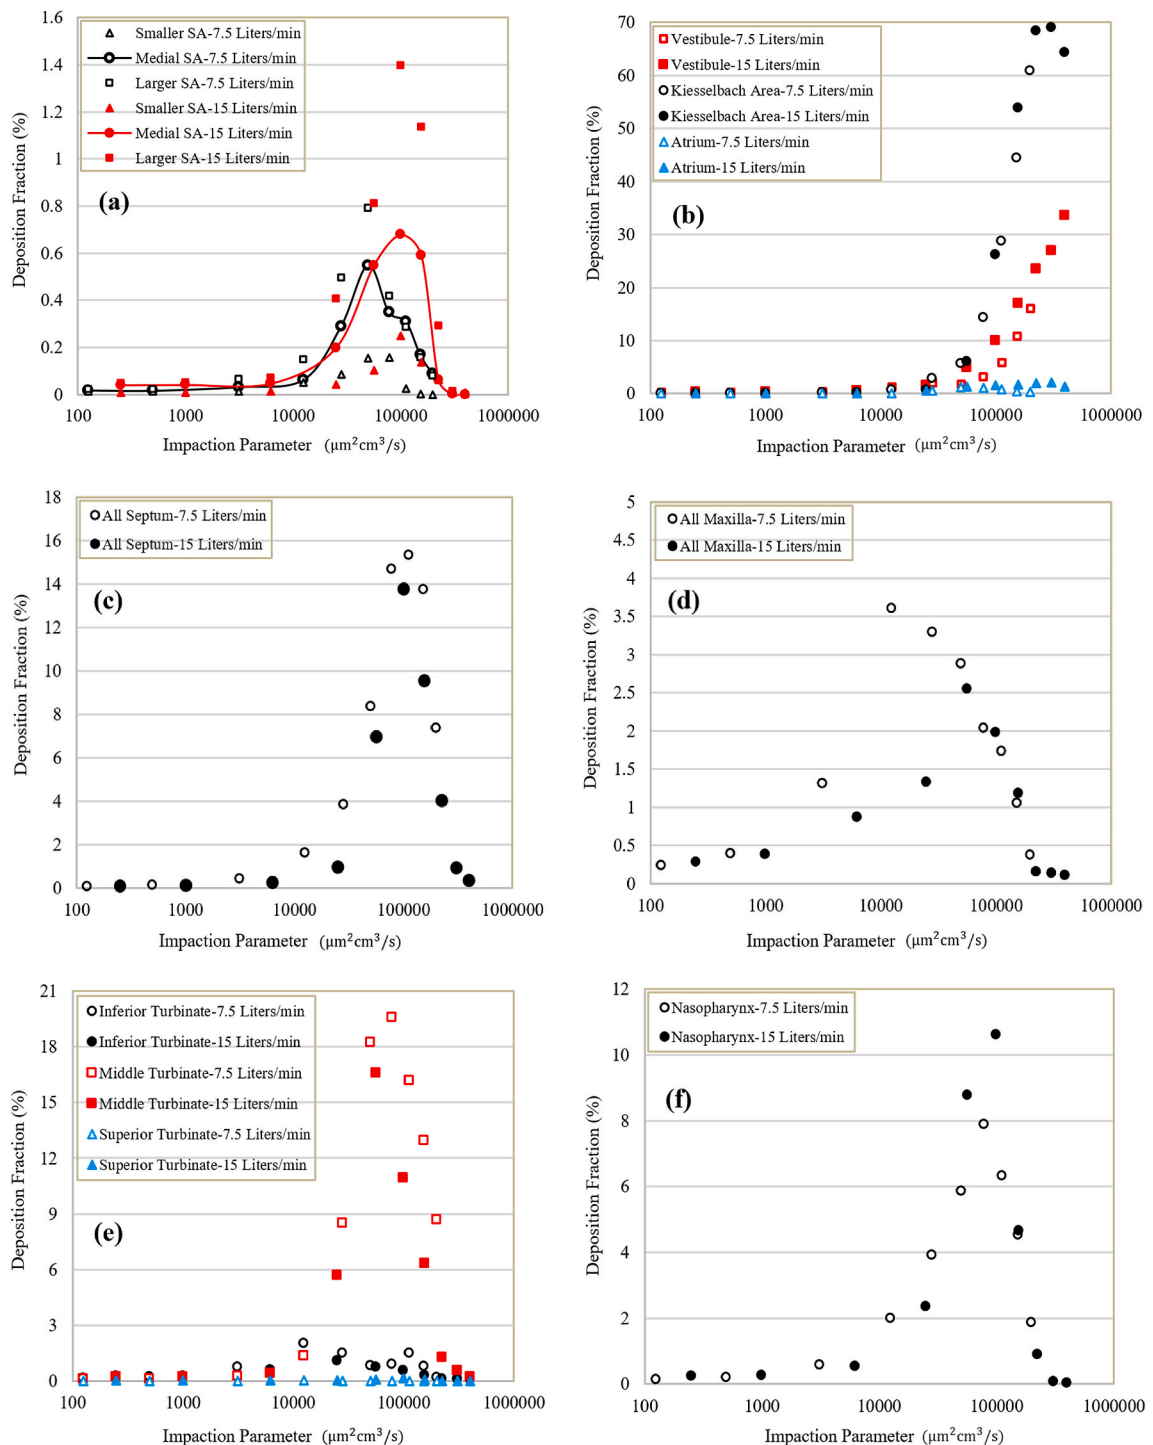 1.6
1.4
1.2
1
0.8
0.6
0.4
0.2
0
Deposition Fraction (%)
Smaller SA-7.5 Liters/min
Medial SA-7.5 Liters/min
Larger SA-7.5 Liters/min
Smaller SA-15 Liters/min
Medial SA-15 Liters/min
Larger SA-15 Liters/min
(a)
100 1000 10000 100000 1000000
Impaction Parameter (μm²cm³/s)
70
60
50
40
30
20
10
0
Deposition Fraction (%)
Vestibule-7.5 Liters/min
Vestibule-15 Liters/min
Kiesselbach Area-7.5 Liters/min
Kiesselbach Area-15 Liters/min
Atrium-7.5 Liters/min
Atrium-15 Liters/min
(b)
100 1000 10000 100000 1000000
Impaction Parameter (μm²cm³/s)
18
16
14
12
10
8
6
4
2
0
Deposition Fraction (%)
All Septum-7.5 Liters/min
All Septum-15 Liters/min
(c)
100 1000 10000 100000 1000000
Impaction Parameter (μm²cm³/s)
5
4.5
4
3.5
3
2.5
2
1.5
1
0.5
0
Deposition Fraction (%)
All Maxilla-7.5 Liters/min
All Maxilla-15 Liters/min
(d)
100 1000 10000 100000 1000000
Impaction Parameter (μm²cm³/s)
21
18
15
12
9
6
3
0
Deposition Fraction (%)
Inferior Turbinate-7.5 Liters/min
Inferior Turbinate-15 Liters/min
Middle Turbinate-7.5 Liters/min
Middle Turbinate-15 Liters/min
Superior Turbinate-7.5 Liters/min
Superior Turbinate-15 Liters/min
(e)
100 1000 10000 100000 1000000
Impaction Parameter (μm²cm³/s)
12
10
8
6
4
2
0
Deposition Fraction (%)
Nasopharynx-7.5 Liters/min
Nasopharynx-15 Liters/min
(f)
100 1000 10000 100000 1000000
Impaction Parameter (μm²cm³/s)